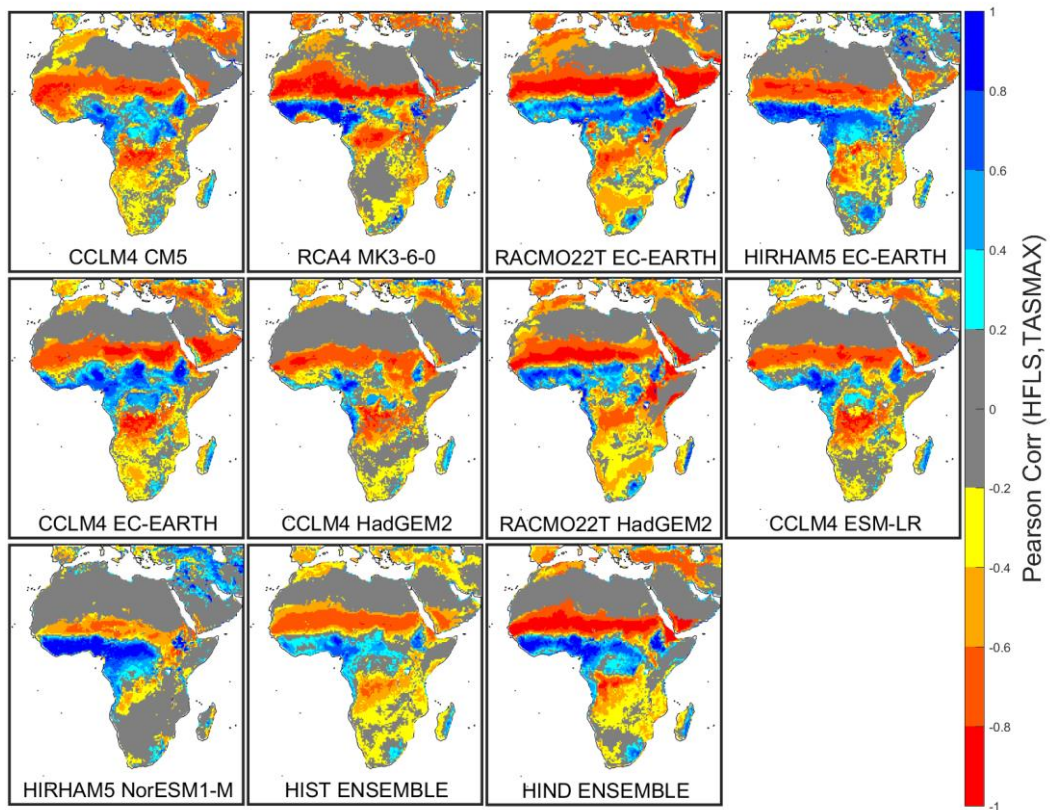 CCLM4 CM5
RCA4 MK3-6-0
RACMO22T EC-EARTH
HIRHAM5 EC-EARTH
CCLM4 EC-EARTH
CCLM4 HadGEM2
RACMO22T HadGEM2
CCLM4 ESM-LR
HIRHAM5 NorESM1-M
HIST ENSEMBLE
HIND ENSEMBLE
1
0.8
0.6
0.4
0.2
0
-0.2
-0.4
-0.6
-0.8
-1
Pearson Corr (HFLS,TASMAX)